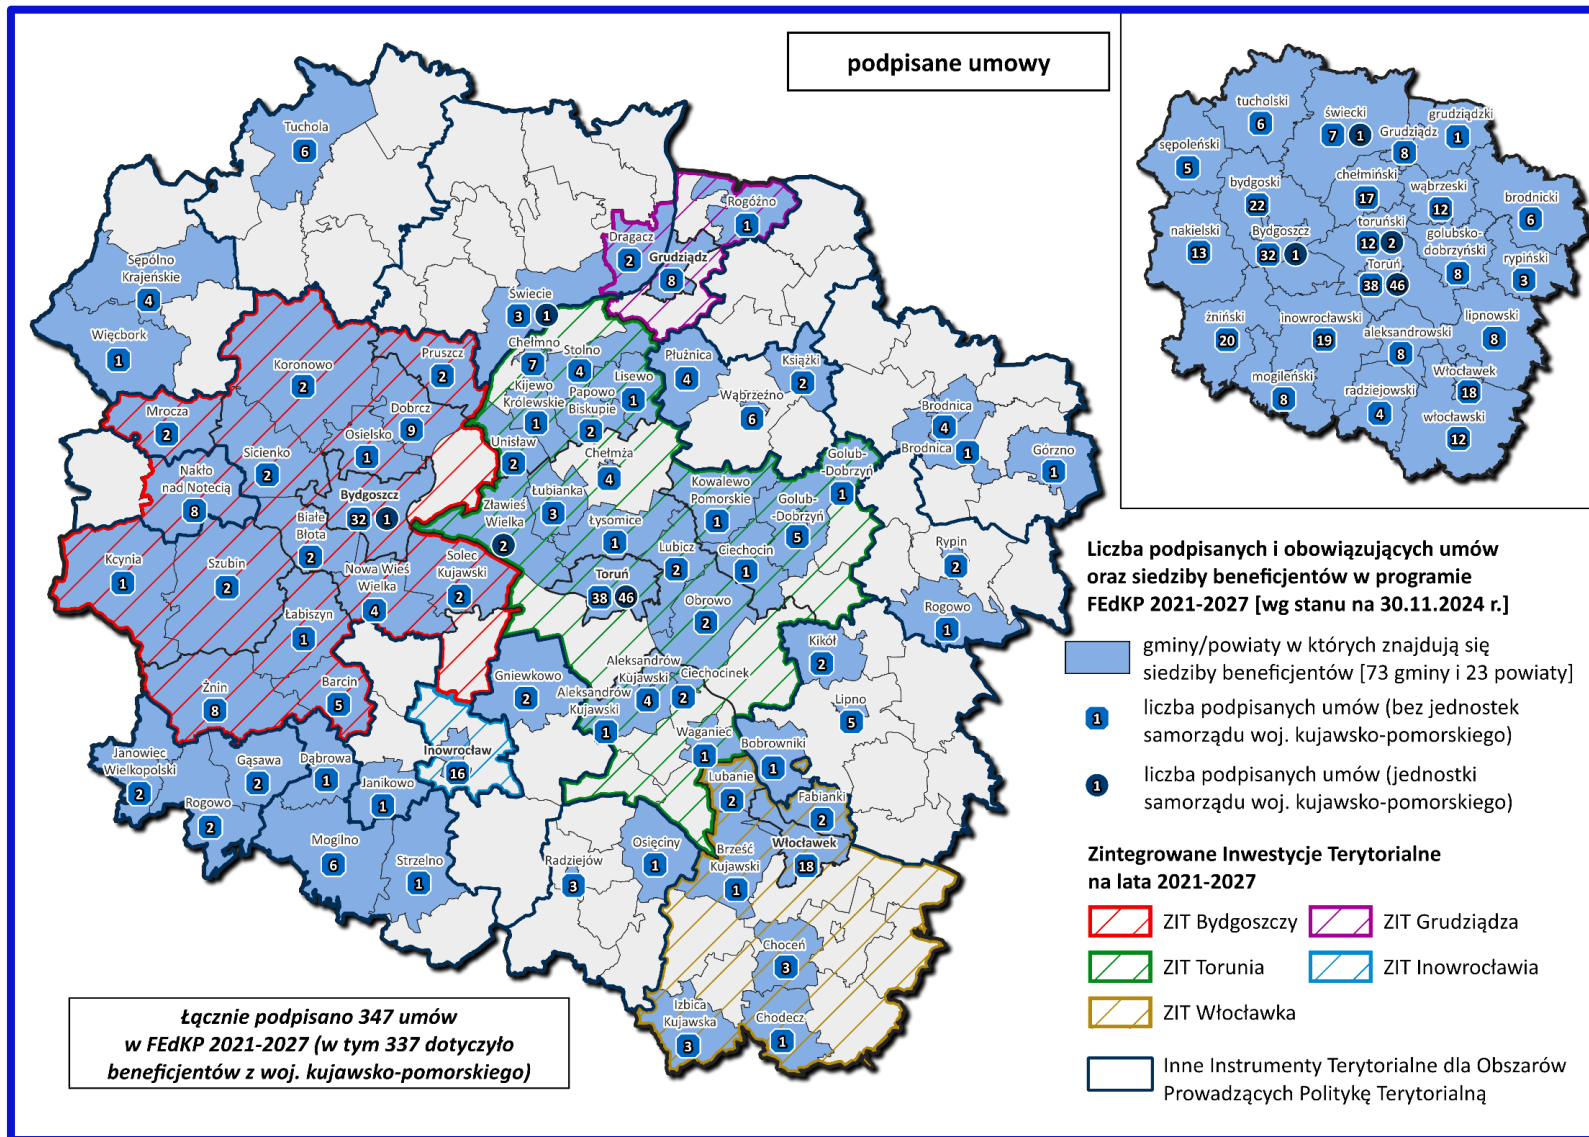 podpisane umowy
Tuchola
6
Sępólno
Krajeńskie
4
Więcbork
1
Koronowo
2
Pruszcz
2
Mrocza
2
Dobrcz
9
Osielsko
1
Sicienko
2
Nakło
nad Notecią
8
Bydgoszcz
32 1
Białe
Błota
2
Kcynia
1
Szubin
2
Nowa Wieś
Wielka
4
Solec
Kujawski
2
Łabiszyn
1
Żnin
8
Barcin
5
Janowiec
Wielkopolski
2
Gąsawa
2
Dąbrowa
1
Rogowo
2
Janikowo
1
Mogilno
6
Strzelno
1
Inowrocław
16
Gniewkowo
2
Rogóźno
1
Dragacz
2
Grudziądz
8
Świecie
3 1
Chełmno
7
Stolno
4
Lisewo
1
Kijewo
Królewskie
1
Papowo
Biskupie
2
Unisław
2
Chełmża
4
Płużnica
4
Książki
2
Wąbrzeźno
6
Brodnica
4
Brodnica
1
Górzno
1
Golub-
-Dobrzyń
1
Golub-
-Dobrzyń
5
Kowalewo
Pomorskie
1
Łubianka
3
Zławieś
Wielka
2
Łysomice
1
Lubicz
2
Ciechocin
1
Toruń
38 46
Obrowo
2
Rypin
2
Rogowo
1
Kikół
2
Lipno
5
Aleksandrów
Kujawski
4
Ciechocinek
2
Aleksandrów
Kujawski
1
Waganiec
1
Bobrowniki
1
Lubanie
2
Fabianki
2
Włocławek
18
Brześć
Kujawski
1
Osięciny
1
Radziejów
3
Choceń
3
Izbica
Kujawska
3
Chodecz
1
Łącznie podpisano 347 umów
w FEdKP 2021-2027 (w tym 337 dotyczyło
beneficjentów z woj. kujawsko-pomorskiego)
tucholski
6
świecki
7 1
grudziądzki
1
Grudziądz
8
sępoleński
5
bydgoski
22
chełmiński
17
wąbrzeski
12
brodnicki
6
nakielski
13
Bydgoszcz
32 1
toruński
12 2
golubsko-
dobrzyński
8
rypiński
3
Toruń
38 46
żniński
20
inowrocławski
19
aleksandrowski
8
lipnowski
8
mogileński
8
radziejowski
4
Włocławek
18
włocławski
12
Liczba podpisanych i obowiązujących umów
oraz siedziby beneficjentów w programie
FEdKP 2021-2027 [wg stanu na 30.11.2024 r.]
gminy/powiaty w których znajdują się
siedziby beneficjentów [73 gminy i 23 powiaty]
1
liczba podpisanych umów (bez jednostek
samorządu woj. kujawsko-pomorskiego)
1
liczba podpisanych umów (jednostki
samorządu woj. kujawsko-pomorskiego)
Zintegrowane Inwestycje Terytorialne
na lata 2021-2027
ZIT Bydgoszczy
ZIT Grudziądza
ZIT Torunia
ZIT Inowrocławia
ZIT Włocławka
Inne Instrumenty Terytorialne dla Obszarów
Prowadzących Politykę Terytorialną